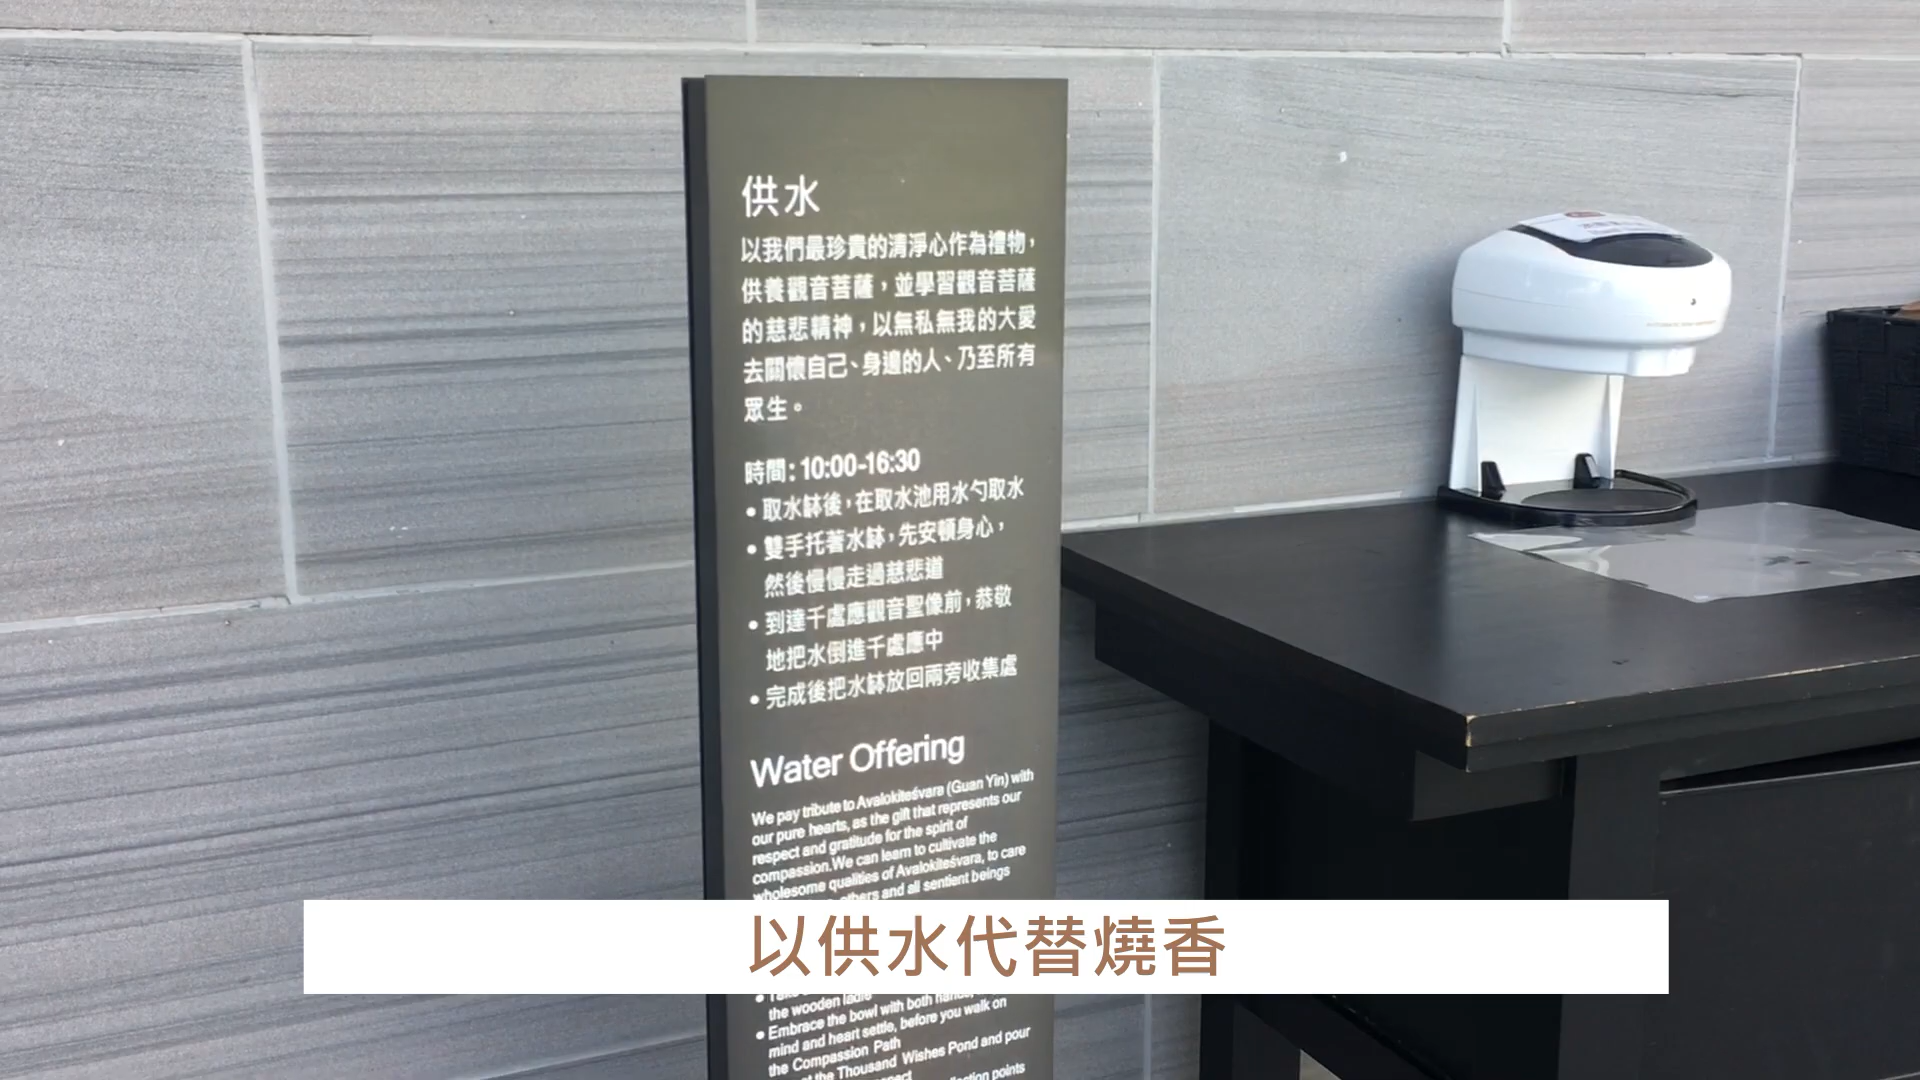 供水
以我們最珍貴的清淨心作為禮物，
供養觀音菩薩，並學習觀音菩薩
的慈悲精神，以無私無我的大愛
去關懷自己、身邊的人、乃至所有
眾生。
時間：10:00-16:30
• 取水缽後，在取水池用水勺取水
• 雙手托著水缽，先安頓身心，
然後慢慢走過慈悲道
• 到達千處應觀音聖像前，恭敬
地把水倒進千處應中
• 完成後把水缽放回兩旁收集處
Water Offering
We pay tribute to Avalokiteśvara (Guan Yin) with
our pure hearts, as the gift that represents our
respect and gratitude for the spirit of
compassion. We can learn to cultivate the
wholesome qualities of Avalokiteśvara, to care
others and all sentient beings
以供水代替燒香
the wooden ladle
• Embrace the bowl with both hands,
mind and heart settle, before you walk on
the Compassion Path
at the Thousand Wishes Pond and pour
collection points